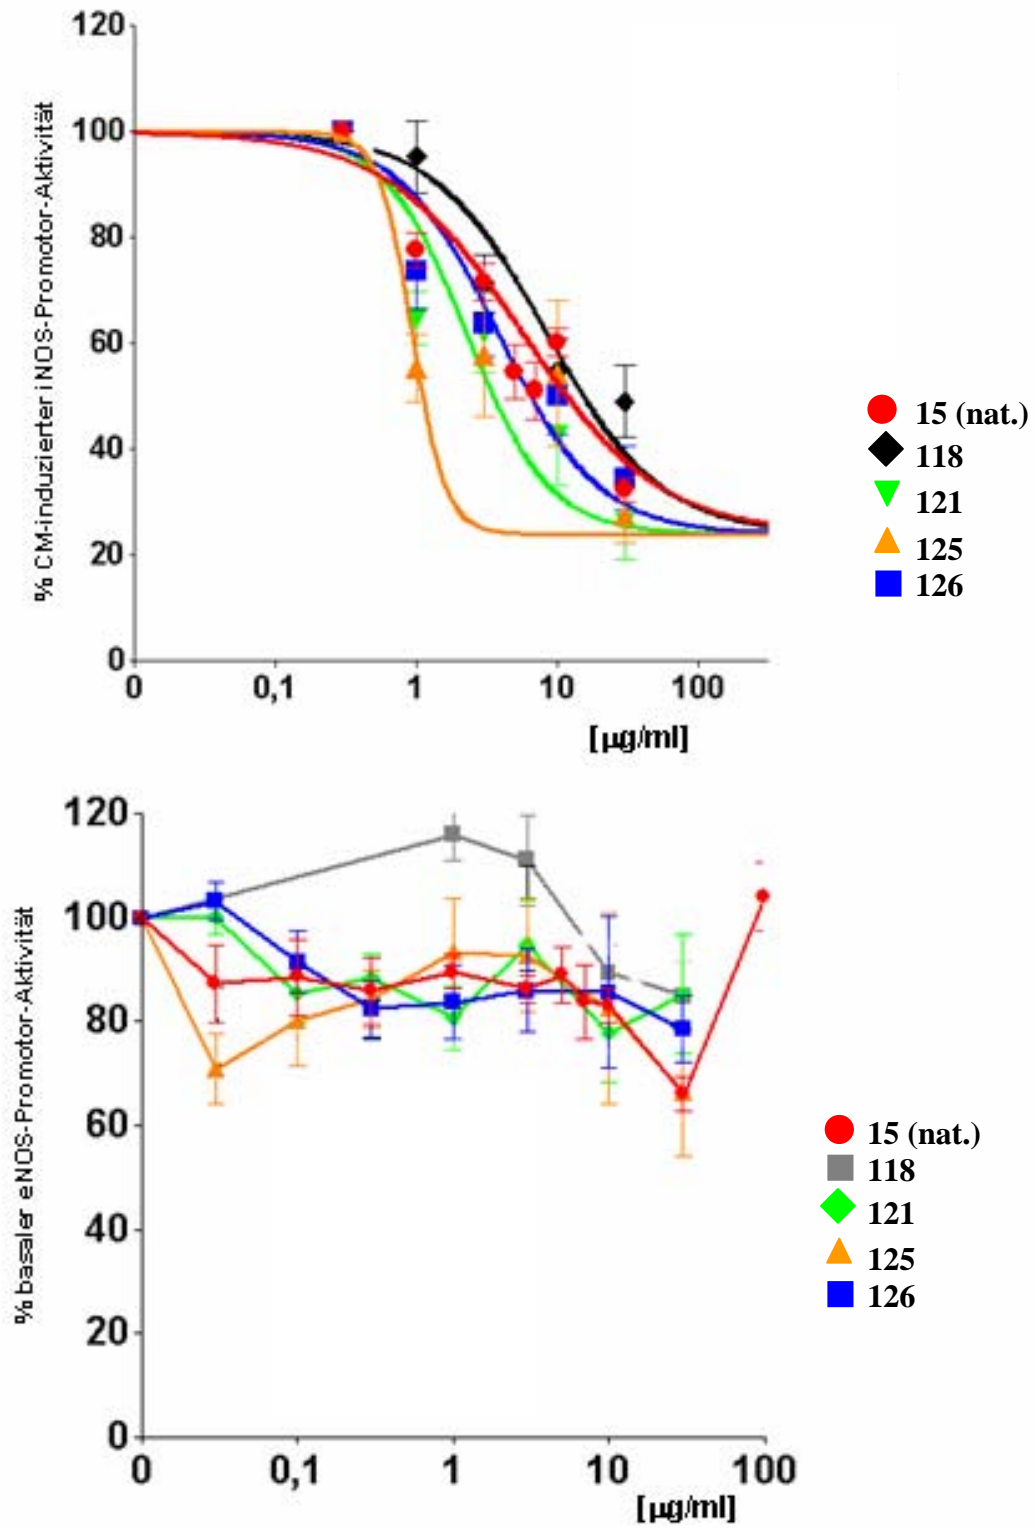 120
100
80
60
40
20
0
% CM-induzierter iNOS-Promotor-Aktivität
0 0,1 1 10 100
[µg/ml]
15 (nat.)
118
121
125
126
120
100
80
60
40
20
0
% basaler eNOS-Promotor-Aktivität
0 0,1 1 10 100
[µg/ml]
15 (nat.)
118
121
125
126